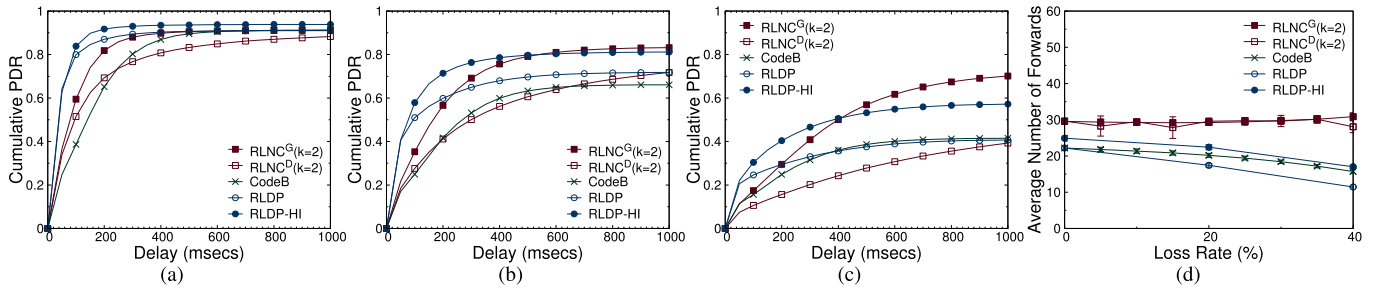 Cumulative PDR
1
0.8
0.6
0.4
0.2
0
0
200
400
600
800
1000
Delay (msecs)
RLNC^G(k=2)
RLNC^D(k=2)
CodeB
RLDP
RLDP-HI
(a)
Cumulative PDR
1
0.8
0.6
0.4
0.2
0
0
200
400
600
800
1000
Delay (msecs)
RLNC^G(k=2)
RLNC^D(k=2)
CodeB
RLDP
RLDP-HI
(b)
Cumulative PDR
1
0.8
0.6
0.4
0.2
0
0
200
400
600
800
1000
Delay (msecs)
RLNC^G(k=2)
RLNC^D(k=2)
CodeB
RLDP
RLDP-HI
(c)
Average Number of Forwards
60
50
40
30
20
10
0
0
20
40
Loss Rate (%)
RLNC^G(k=2)
RLNC^D(k=2)
CodeB
RLDP
RLDP-HI
(d)